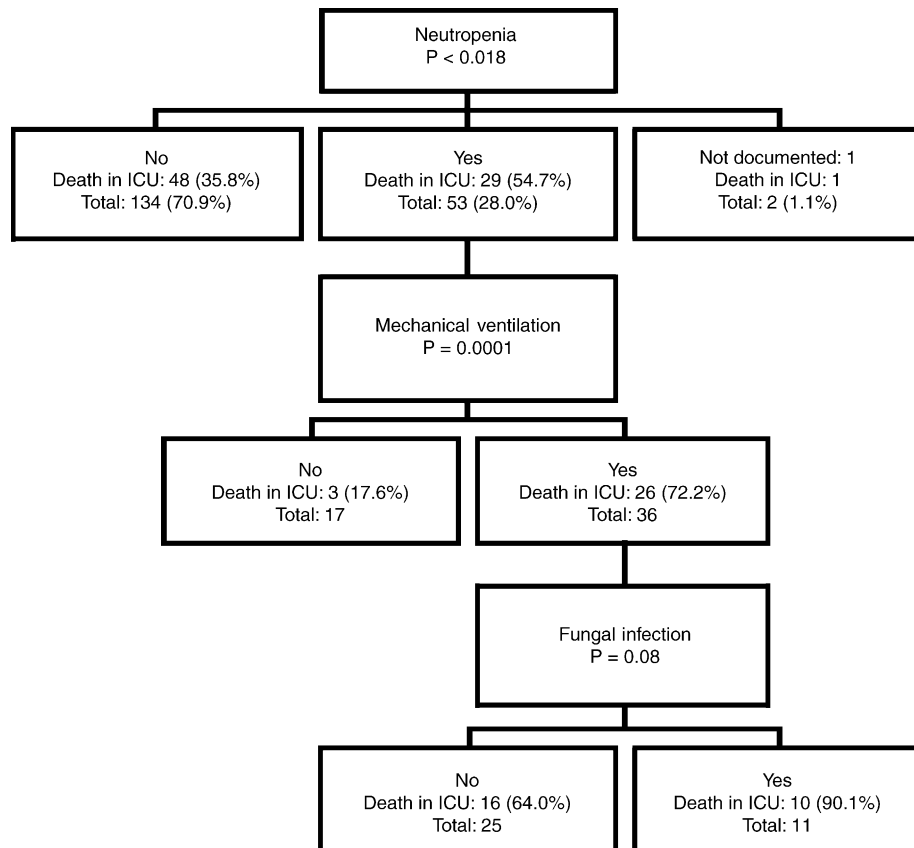 Neutropenia
P < 0.018
No
Death in ICU: 48 (35.8%)
Total: 134 (70.9%)
Yes
Death in ICU: 29 (54.7%)
Total: 53 (28.0%)
Not documented: 1
Death in ICU: 1
Total: 2 (1.1%)
Mechanical ventilation
P = 0.0001
No
Death in ICU: 3 (17.6%)
Total: 17
Yes
Death in ICU: 26 (72.2%)
Total: 36
Fungal infection
P = 0.08
No
Death in ICU: 16 (64.0%)
Total: 25
Yes
Death in ICU: 10 (90.1%)
Total: 11